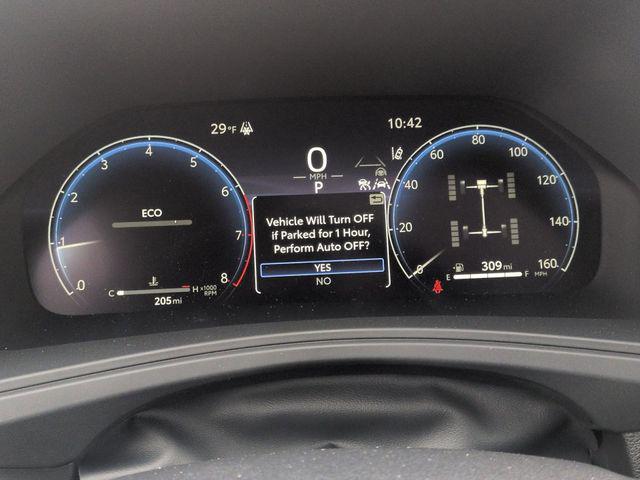 29°F
10:42
0
MPH
P
0
1
2
3
4
5
6
7
8
ECO
C
H
x1000
RPM
205 mi
Vehicle Will Turn OFF
if Parked for 1 Hour,
Perform Auto OFF?
YES
NO
0
20
40
60
80
100
120
140
160
MPH
309 mi
E
F